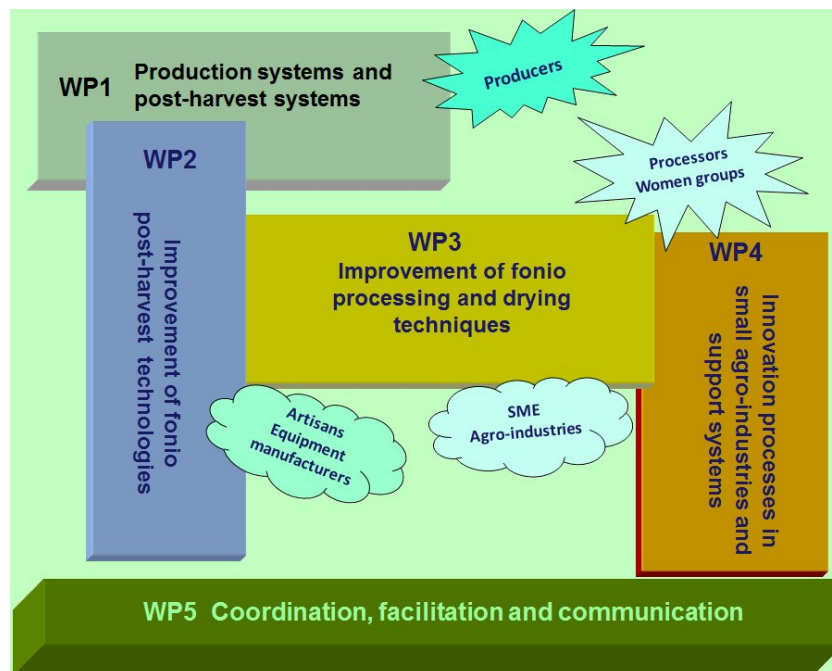 WP1 Production systems and
post-harvest systems
Producers
Processors
Women groups
WP2
Improvement of fonio
post-harvest technologies
WP3
Improvement of fonio
processing and drying
techniques
WP4
Innovation processes in
small agro-industries and
support systems
Artisans
Equipment
manufacturers
SME
Agro-industries
WP5 Coordination, facilitation and communication